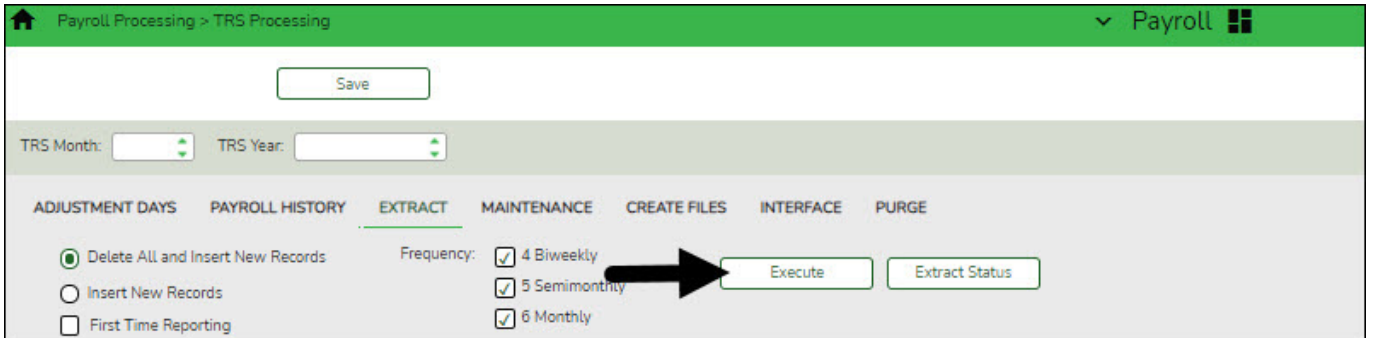 Payroll Processing > TRS Processing
Payroll
Save
TRS Month: TRS Year:
ADJUSTMENT DAYS PAYROLL HISTORY EXTRACT MAINTENANCE CREATE FILES INTERFACE PURGE
Delete All and Insert New Records Frequency: 4 Biweekly
Execute Extract Status
Insert New Records 5 Semimonthly
First Time Reporting 6 Monthly